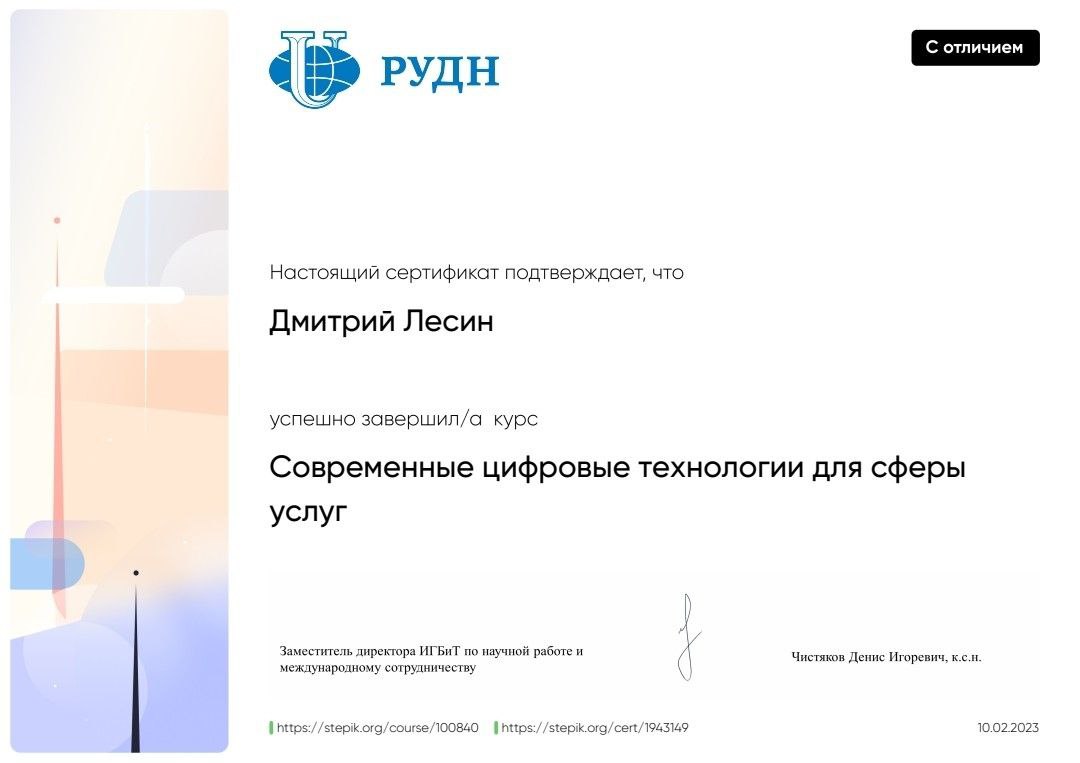 РУДН
С отличием
Настоящий сертификат подтверждает, что
Дмитрий Лесин
успешно завершил/а курс
Современные цифровые технологии для сферы
услуг
Заместитель директора ИГБиТ по научной работе и
международному сотрудничеству
Чистяков Денис Игоревич, к.с.н.
https://stepik.org/course/100840 https://stepik.org/cert/1943149 10.02.2023